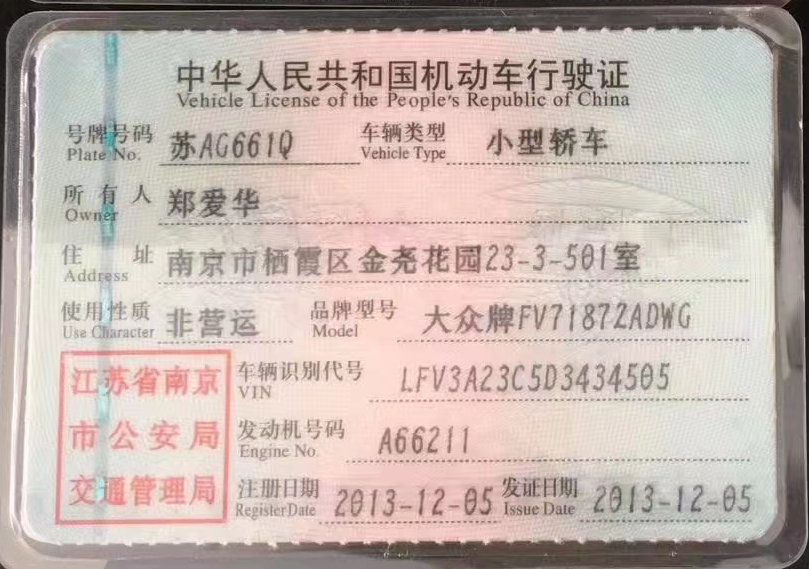 中华人民共和国机动车行驶证
Vehicle License of the People's Republic of China
号牌号码 Plate No. 苏AG661Q 车辆类型 Vehicle Type 小型轿车
所有人 Owner 郑爱华
住址 Address 南京市栖霞区金尧花园23-3-501室
使用性质 Use Character 非营运 品牌型号 Model 大众牌FV71872ADWG
车辆识别代号 VIN LFV3A23C5D3434505
发动机号码 Engine No. A66211
注册日期 Register Date 2013-12-05 发证日期 Issue Date 2013-12-05
江苏省南京
市公安局
交通管理局